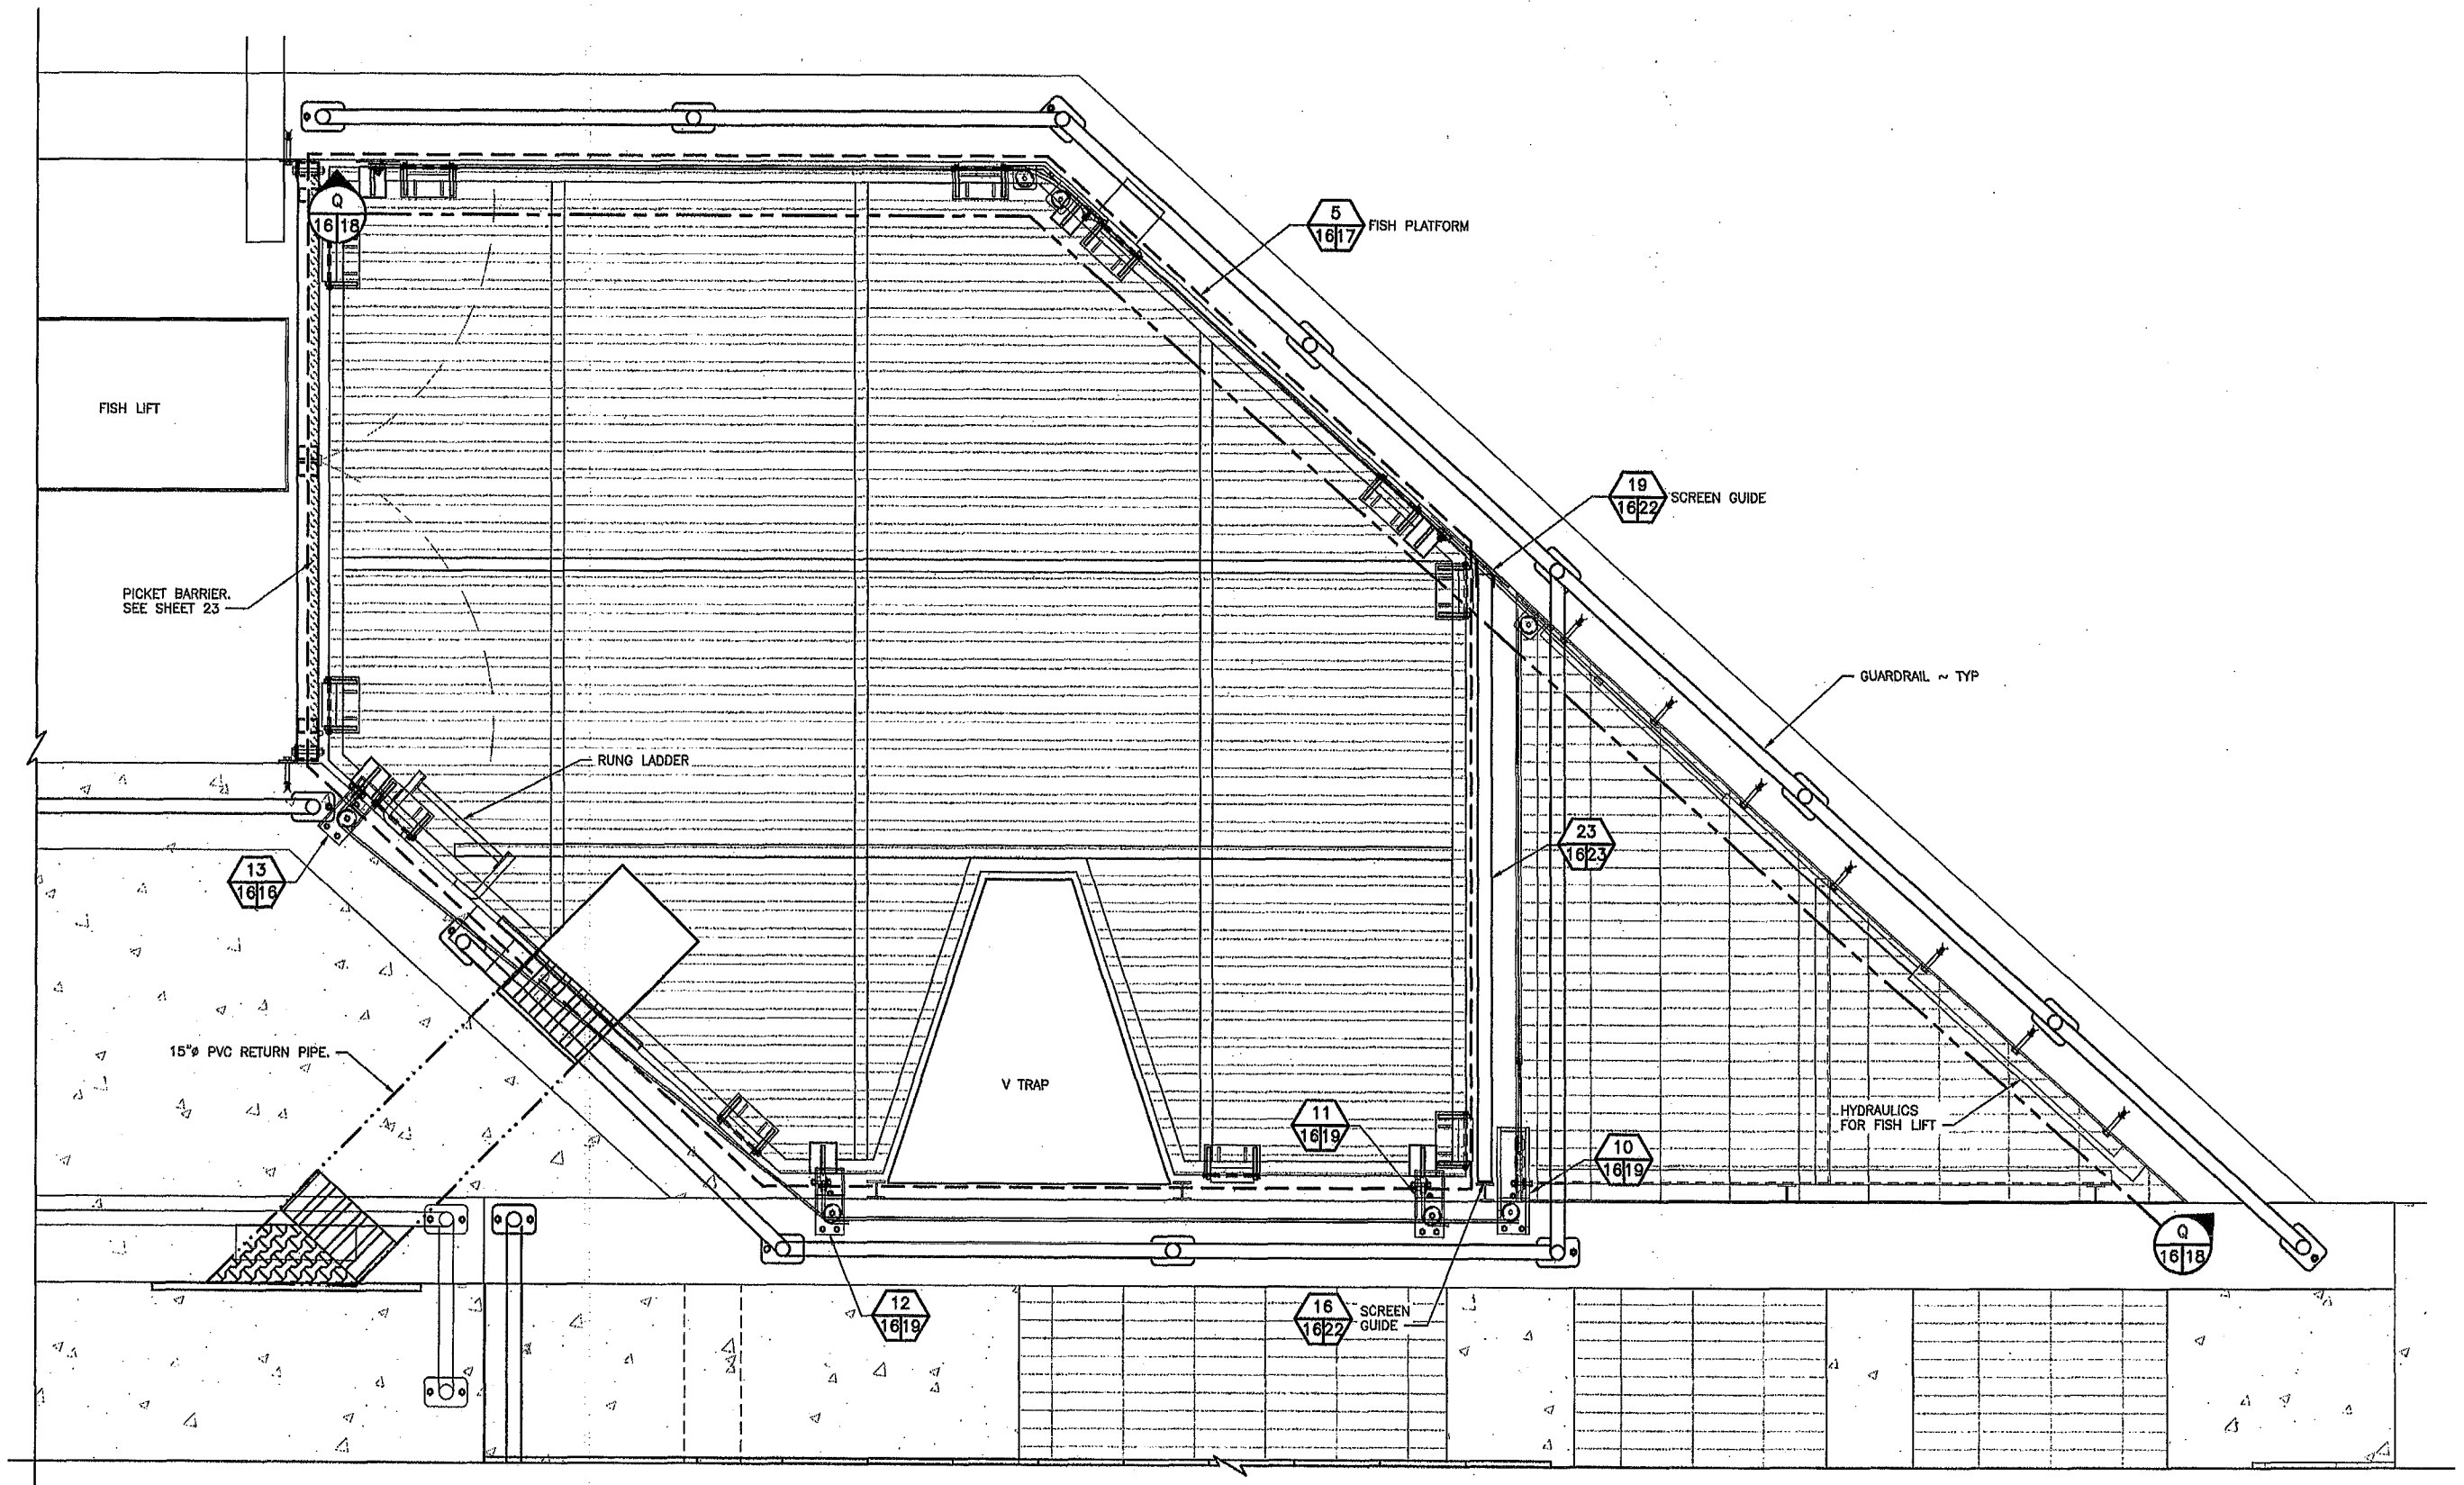 Q
16 18
5
16 17 FISH PLATFORM
FISH LIFT
19
16 22 SCREEN GUIDE
PICKET BARRIER.
SEE SHEET 23
GUARDRAIL ~ TYP
RUNG LADDER
23
16 23
13
16 16
15"ø PVC RETURN PIPE.
V TRAP
11
16 19
HYDRAULICS
FOR FISH LIFT
10
16 19
Q
16 18
12
16 19
16
16 22
SCREEN
GUIDE